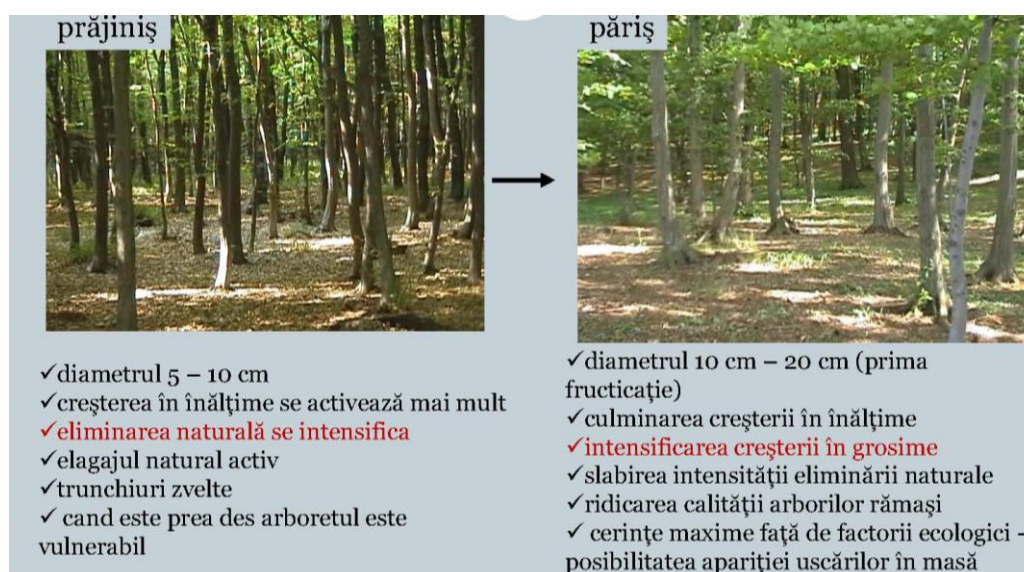 prăjiniş
✓diametrul 5 – 10 cm
✓creşterea în înălţime se activează mai mult
✓eliminarea naturală se intensifica
✓elagajul natural activ
✓trunchiuri zvelte
✓ cand este prea des arboretul este
vulnerabil
păriş
✓diametrul 10 cm – 20 cm (prima
fructicaţie)
✓culminarea creşterii în înălţime
✓intensificarea creşterii în grosime
✓slabirea intensităţii eliminării naturale
✓ridicarea calităţii arborilor rămaşi
✓ cerinţe maxime faţă de factorii ecologici –
posibilitatea apariţiei uscărilor în masă